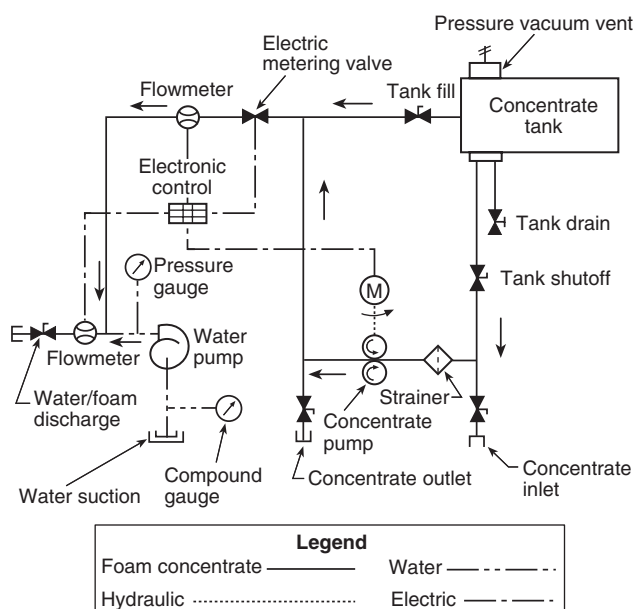 Pressure vacuum vent
Electric
metering valve
Flowmeter
Tank fill
Concentrate
tank
Electronic
control
Tank drain
Pressure
gauge
M
Tank shutoff
Water
pump
Flowmeter
Water/foam
discharge
Strainer
Concentrate
pump
Compound
gauge
Concentrate outlet
Concentrate
inlet
Water suction
Legend
Foam concentrate
Water
Hydraulic
Electric